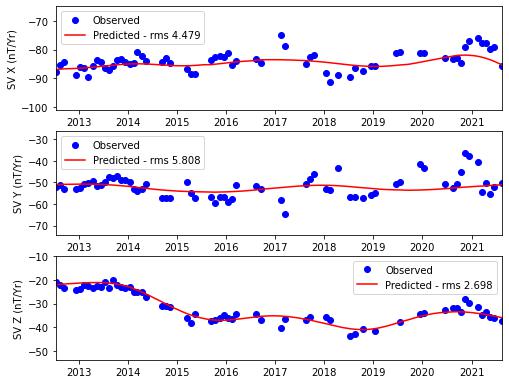 −70
−80
−90
−100
SV X (nT/Yr)
Observed
Predicted - rms 4.479
2013 2014 2015 2016 2017 2018 2019 2020 2021
−30
−40
−50
−60
−70
SV Y (nT/Yr)
Observed
Predicted - rms 5.808
2013 2014 2015 2016 2017 2018 2019 2020 2021
−10
−20
−30
−40
−50
SV Z (nT/Yr)
Observed
Predicted - rms 2.698
2013 2014 2015 2016 2017 2018 2019 2020 2021